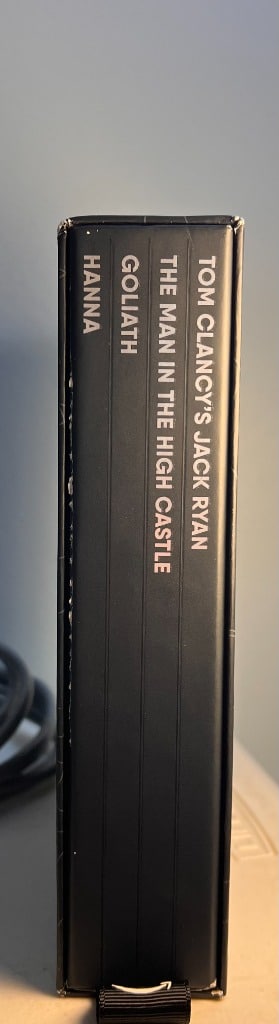 TOM CLANCY'S JACK RYAN
THE MAN IN THE HIGH CASTLE
GOLIATH
HANNA